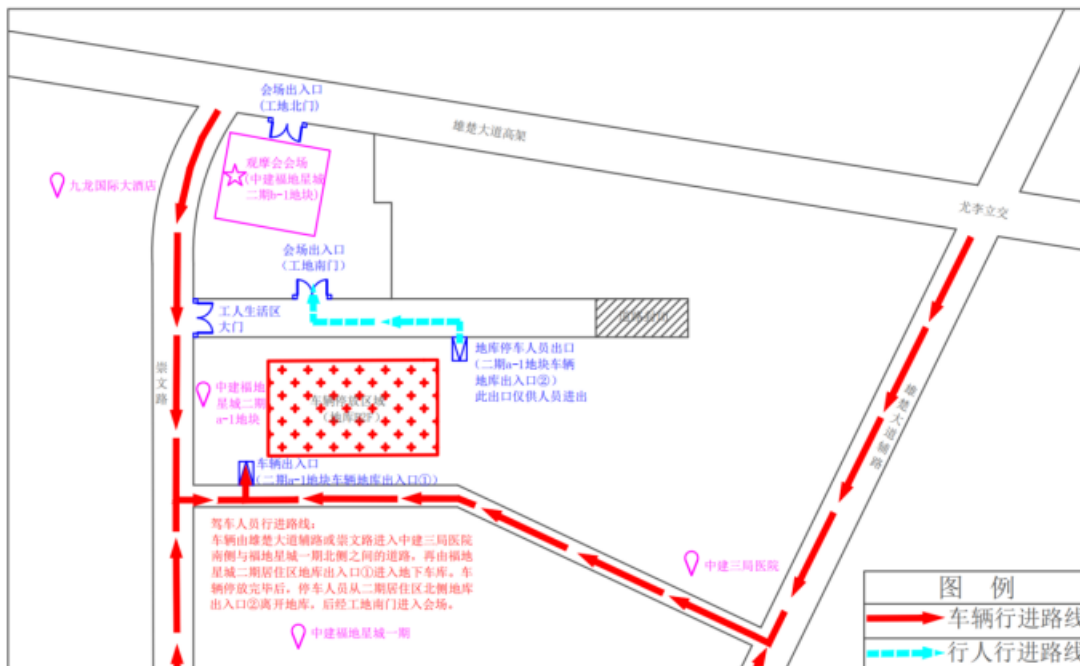 会场出入口
(工地北门)
雄楚大道高架
观摩会会场
(中建福地星城
二期b-1地块)
九龙国际大酒店
尤李立交
会场出入口
(工地南门)
工人生活区
大门
地库停车人员出口
(二期a-1地块车辆
地库出入口②)
此出口仅供人员进出
崇文路
中建福地
星城二期
a-1地块
车辆停放区域
雄楚大道辅路
车辆出入口
(二期a-1地块车辆地库出入口①)
驾车人员行进路线：
车辆由雄楚大道辅路或崇文路进入中建三局医院
南侧与福地星城一期北侧之间的道路，再由福地
星城二期居住区地库出入口①进入地下车库。车
辆停放完毕后，停车人员从二期居住区北侧地库
出入口②离开地库，后经工地南门进入会场。
中建三局医院
中建福地星城一期
图 例
车辆行进路线
行人行进路线